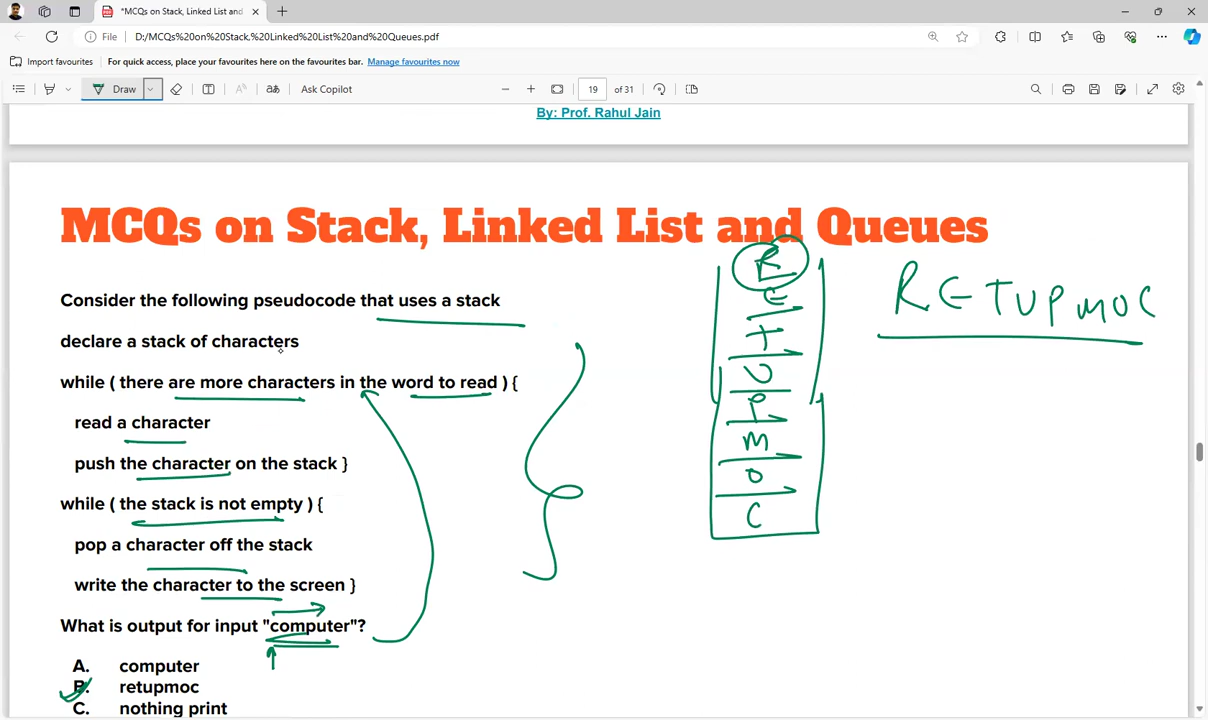 *MCQs on Stack, Linked List and
File D:/MCQs%20on%20Stack,%20Linked%20List%20and%20Queues.pdf
Import favourites For quick access, place your favourites here on the favourites bar. Manage favourites now
Draw Ask Copilot 19 of 31
By: Prof. Rahul Jain
MCQs on Stack, Linked List and Queues
Consider the following pseudocode that uses a stack
declare a stack of characters
while ( there are more characters in the word to read ) {
read a character
push the character on the stack }
while ( the stack is not empty ) {
pop a character off the stack
write the character to the screen }
What is output for input "computer"?
A. computer
B. retupmoc
C. nothing print
R
E
T
U
P
M
O
C
RETUPMOC